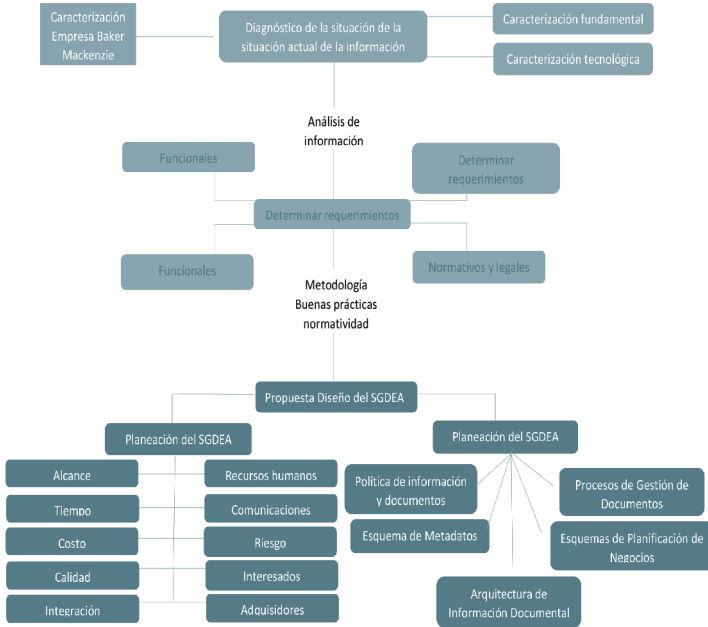 Caracterización
Empresa Baker
Mackenzie
Diagnóstico de la situación de la
situación actual de la información
Caracterización fundamental
Caracterización tecnológica
Análisis de
información
Funcionales
Determinar
requerimientos
Determinar requerimientos
Funcionales
Normativos y legales
Metodología
Buenas prácticas
normatividad
Propuesta Diseño del SGDEA
Planeación del SGDEA
Alcance
Recursos humanos
Tiempo
Comunicaciones
Costo
Riesgo
Calidad
Interesados
Integración
Adquisidores
Planeación del SGDEA
Política de información
y documentos
Procesos de Gestión de
Documentos
Esquema de Metadatos
Esquemas de Planificación de
Negocios
Arquitectura de
Información Documental